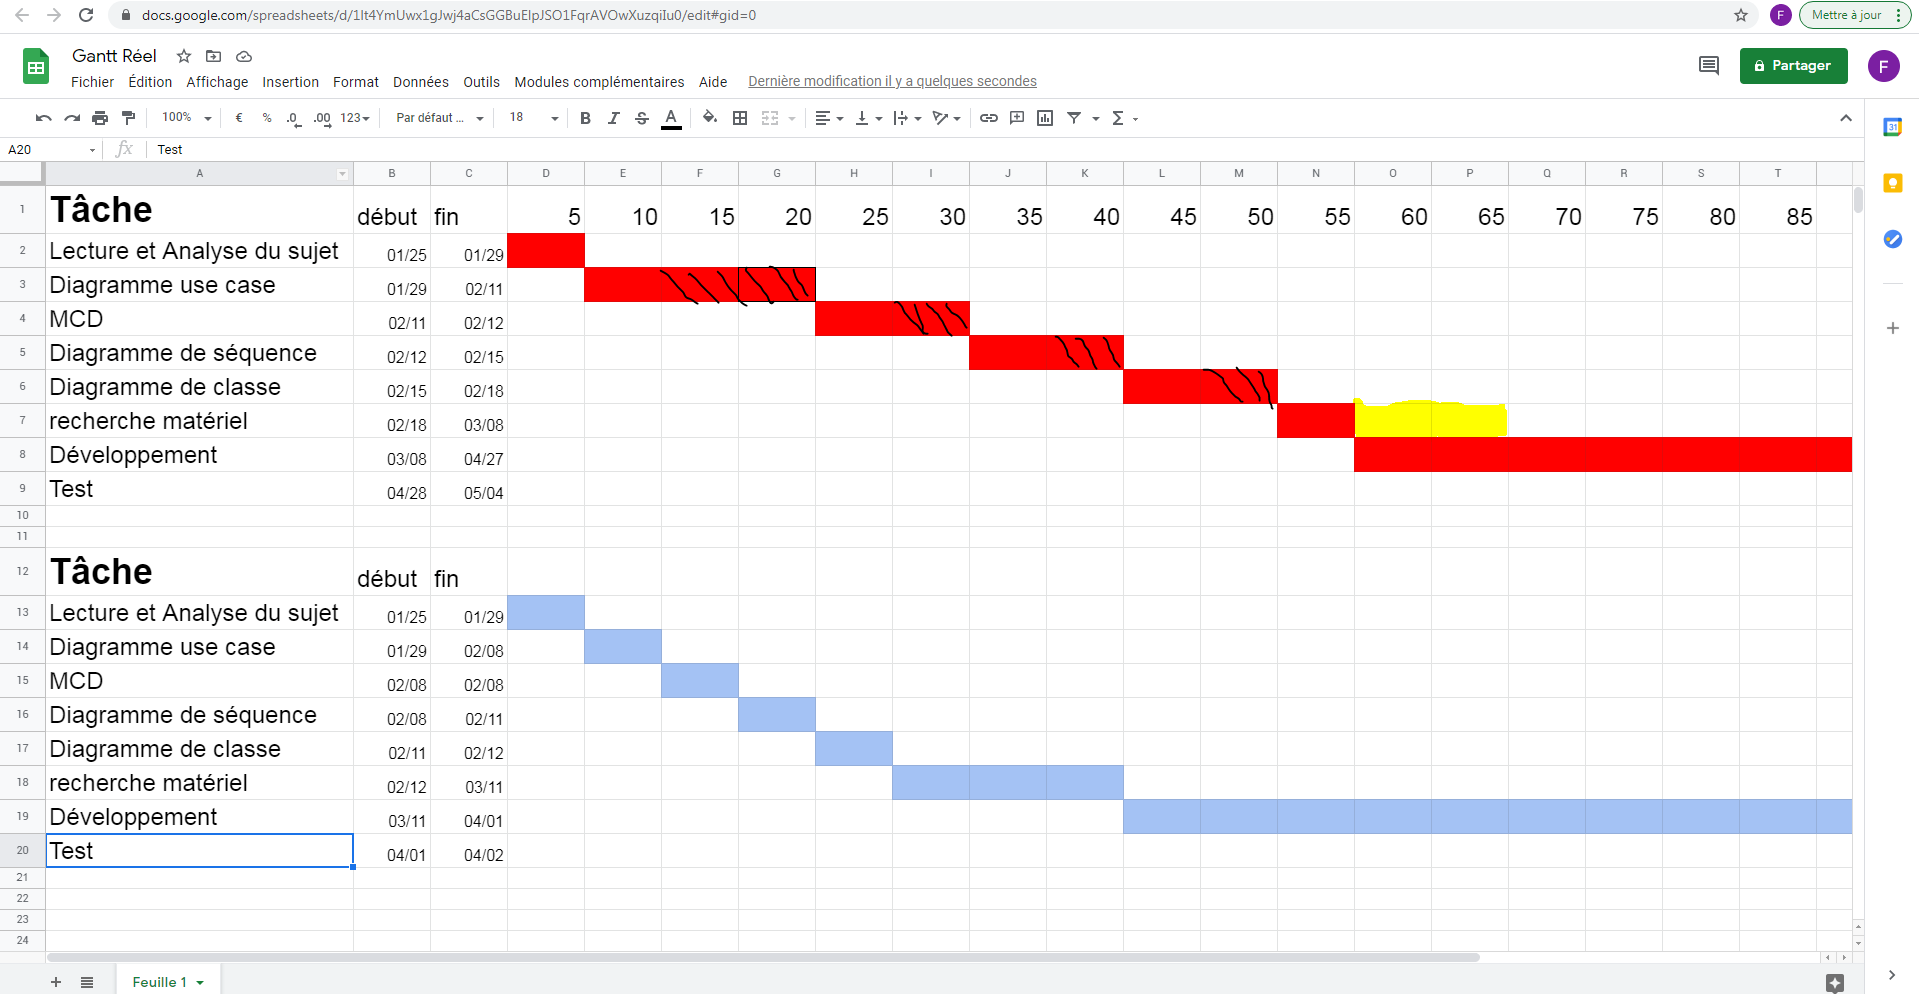 docs.google.com/spreadsheets/d/1It4YmUwx1gJwj4aCsGGBuEIpJSO1FqrAVOwXuzqiIu0/edit#gid=0 F Mettre à jour
Gantt Réel
Fichier Édition Affichage Insertion Format Données Outils Modules complémentaires Aide Dernière modification il y a quelques secondes Partager F
100% € % .0 .00 123 Par défaut ... 18 B I S A Σ
A20 fx Test
A B C D E F G H I J K L M N O P Q R S T
1 Tâche début fin 5 10 15 20 25 30 35 40 45 50 55 60 65 70 75 80 85
2 Lecture et Analyse du sujet 01/25 01/29
3 Diagramme use case 01/29 02/11
4 MCD 02/11 02/12
5 Diagramme de séquence 02/12 02/15
6 Diagramme de classe 02/15 02/18
7 recherche matériel 02/18 03/08
8 Développement 03/08 04/27
9 Test 04/28 05/04
10
11
12 Tâche début fin
13 Lecture et Analyse du sujet 01/25 01/29
14 Diagramme use case 01/29 02/08
15 MCD 02/08 02/08
16 Diagramme de séquence 02/08 02/11
17 Diagramme de classe 02/11 02/12
18 recherche matériel 02/12 03/11
19 Développement 03/11 04/01
20 Test 04/01 04/02
21
22
23
24
Feuille 1
31